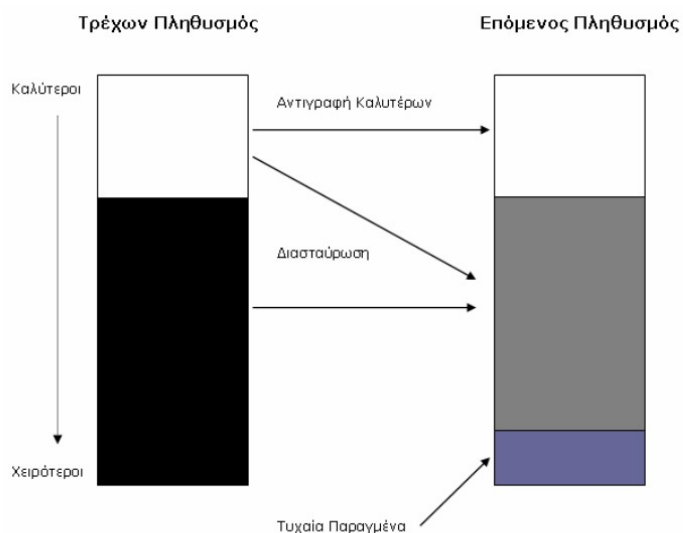 Τρέχων Πληθυσμός
Επόμενος Πληθυσμός
Καλύτεροι
Αντιγραφή Καλυτέρων
Διασταύρωση
Χειρότεροι
Τυχαία Παραγμένα